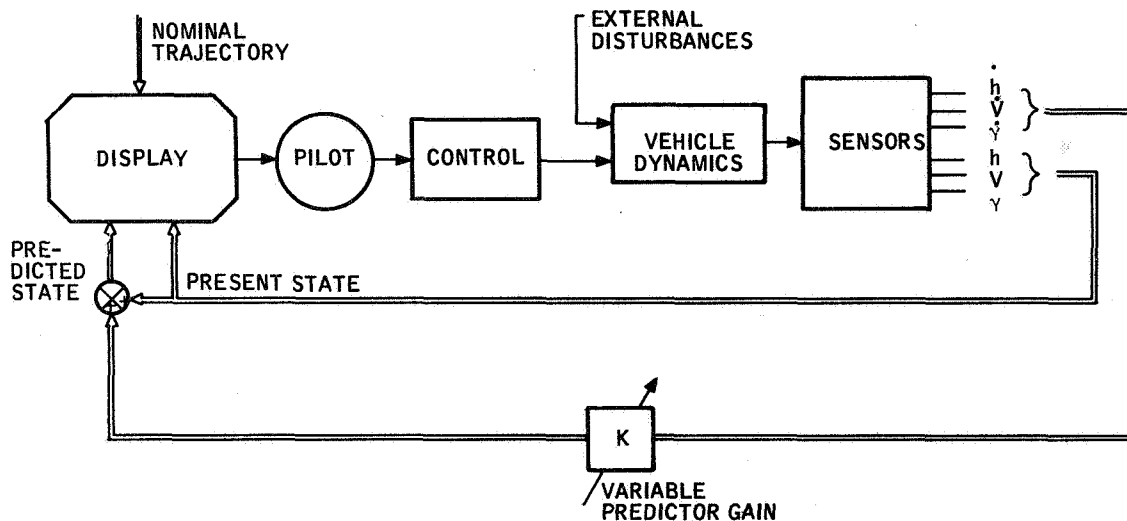 NOMINAL
TRAJECTORY
EXTERNAL
DISTURBANCES
DISPLAY
PILOT
CONTROL
VEHICLE
DYNAMICS
SENSORS
ḣ
V̇
γ̇
h
V
γ
PRE-
DICTED
STATE
PRESENT STATE
K
VARIABLE
PREDICTOR GAIN